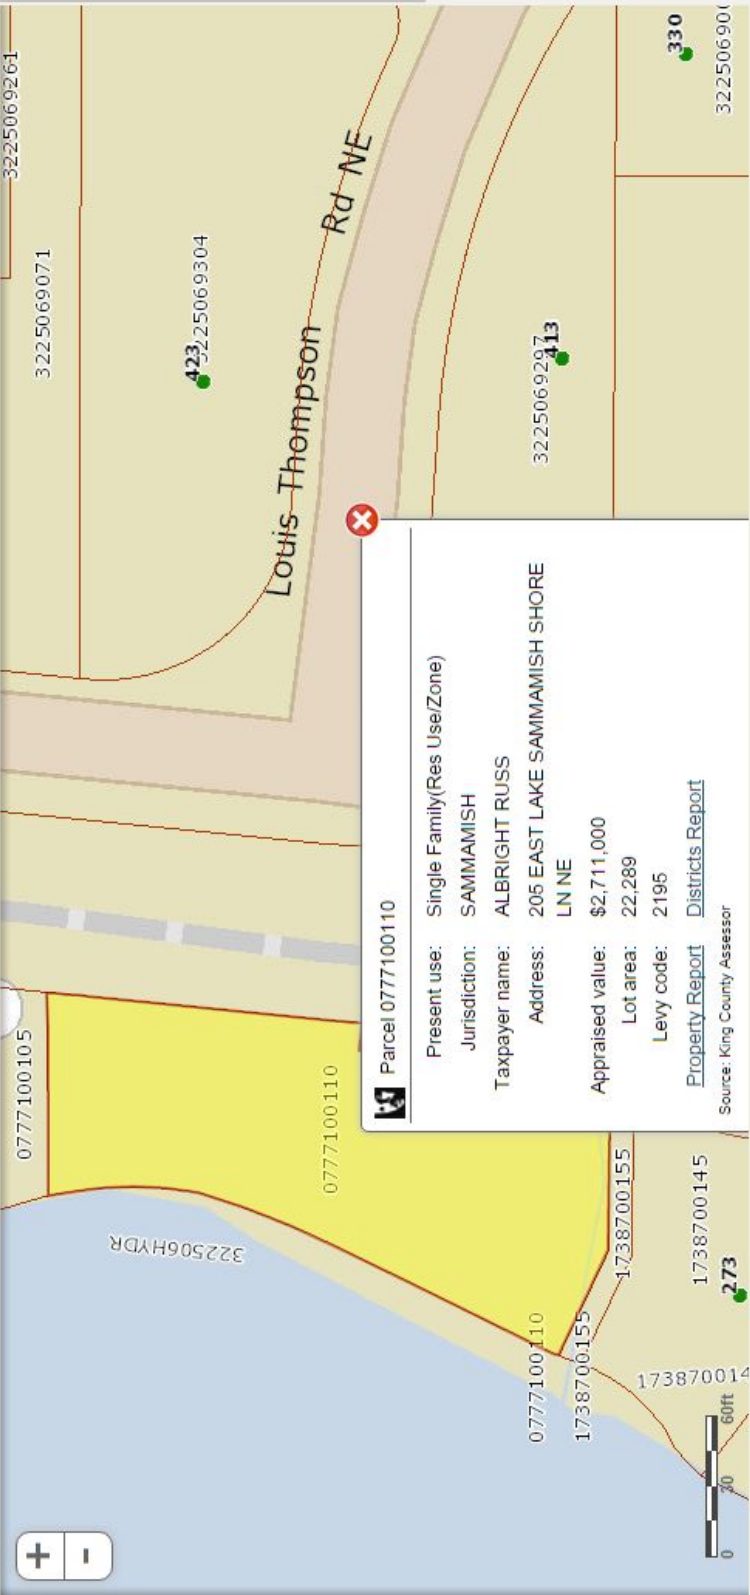 3225069261
3225069071
423
3225069304
Louis Thompson Rd NE
330
413
3225069297
0777100105
322506HYDR
0777100110
Parcel 0777100110
Present use: Single Family(Res Use/Zone)
Jurisdiction: SAMMAMISH
Taxpayer name: ALBRIGHT RUSS
Address: 205 EAST LAKE SAMMAMISH SHORE
LN NE
Appraised value: $2,711,000
Lot area: 22,289
Levy code: 2195
Property Report Districts Report
Source: King County Assessor
0777100110
1738700155
1738700155
1738700145
273
+
-
0 30 60ft